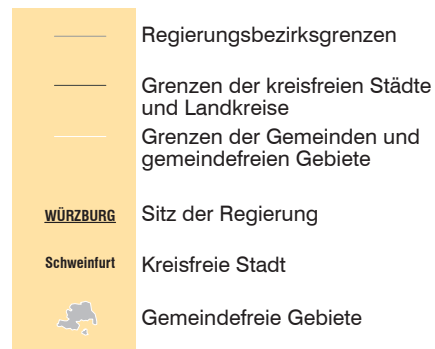 Regierungsbezirksgrenzen
Grenzen der kreisfreien Städte
und Landkreise
Grenzen der Gemeinden und
gemeindefreien Gebiete
WÜRZBURG Sitz der Regierung
Schweinfurt Kreisfreie Stadt
Gemeindefreie Gebiete